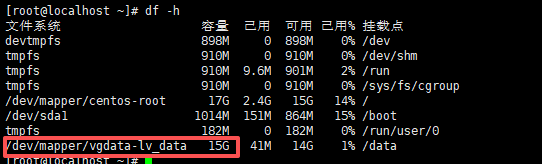 [root@localhost ~]# df -h
文件系统 容量 已用 可用 已用% 挂载点
devtmpfs 898M 0 898M 0% /dev
tmpfs 910M 0 910M 0% /dev/shm
tmpfs 910M 9.6M 901M 2% /run
tmpfs 910M 0 910M 0% /sys/fs/cgroup
/dev/mapper/centos-root 17G 2.4G 15G 14% /
/dev/sda1 1014M 151M 864M 15% /boot
tmpfs 182M 0 182M 0% /run/user/0
/dev/mapper/vgdata-lv_data 15G 41M 14G 1% /data
[root@localhost ~]#